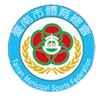 臺南市體育總會
Tainan Municipal Sports Federation